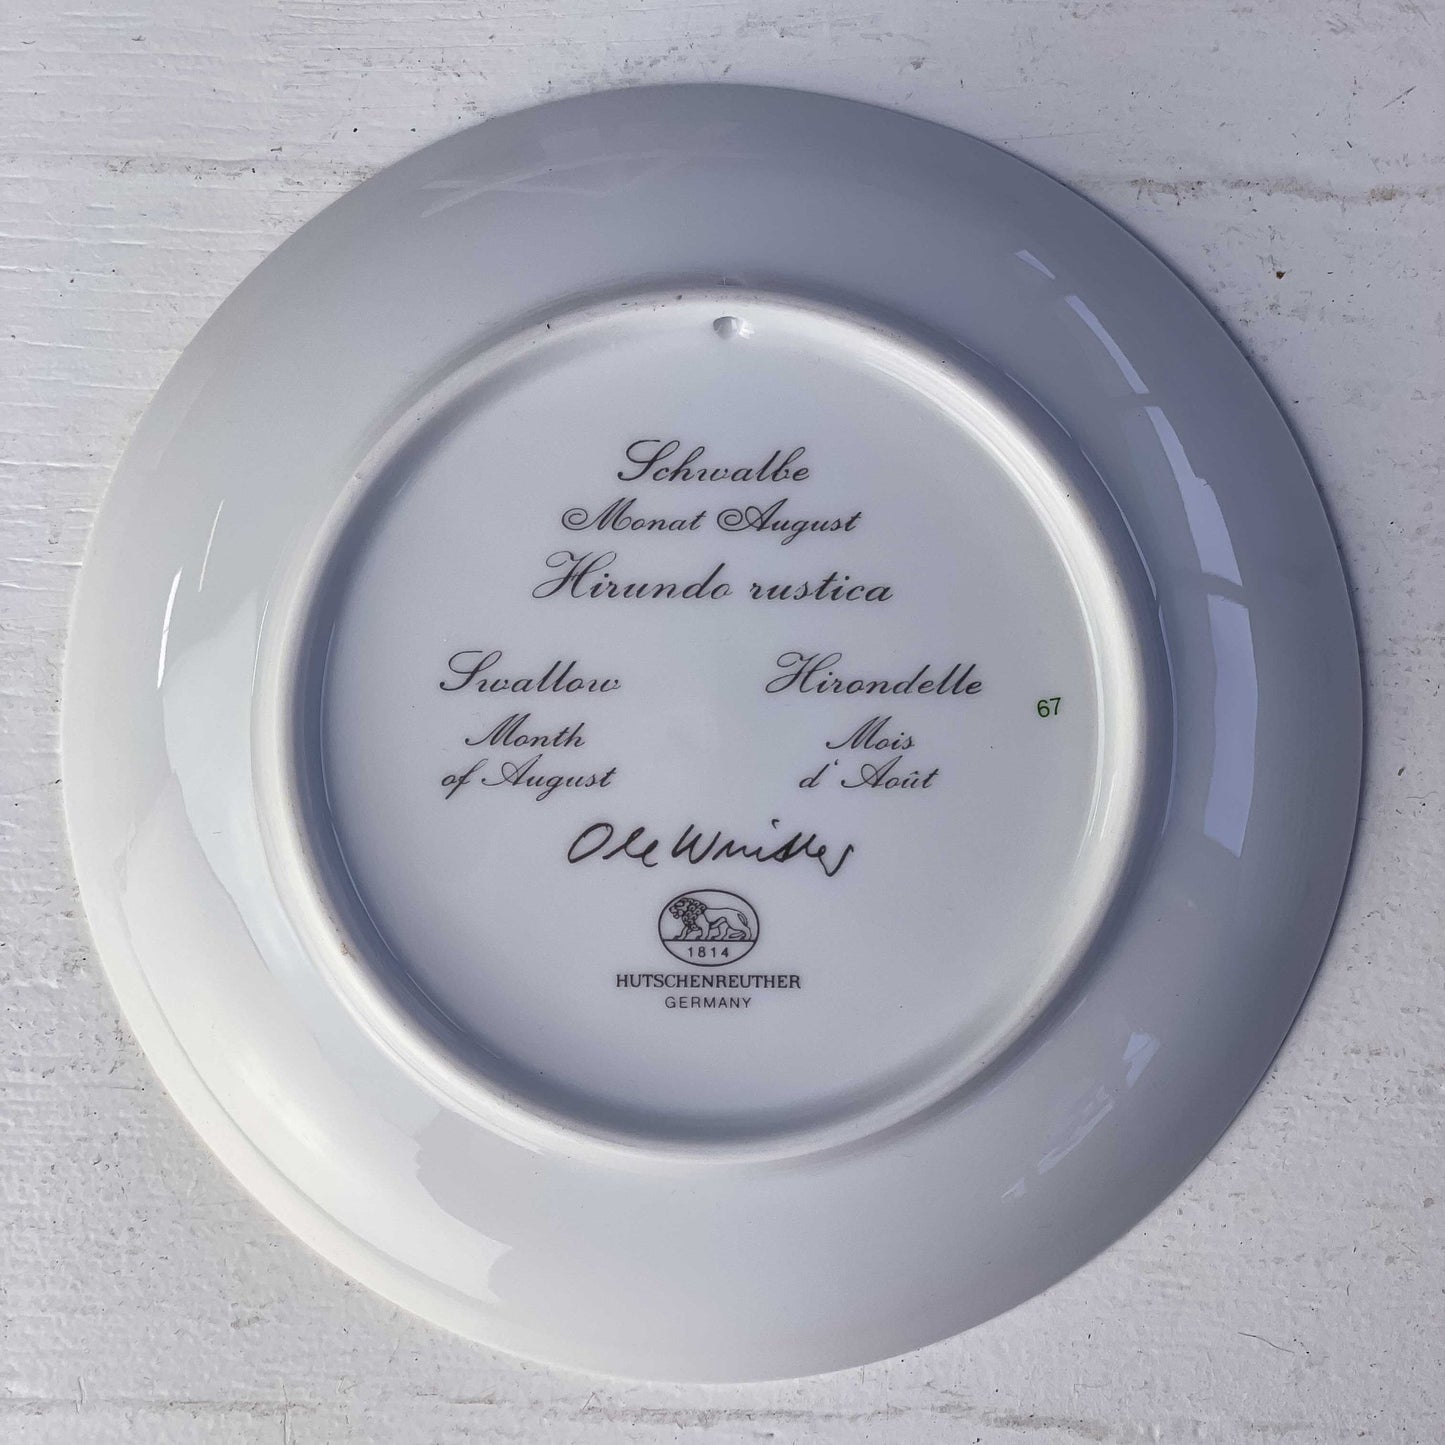 Schwalbe
Monat August
Hirundo rustica
Swallow
Month
of August
Hirondelle
Mois
d' Août
67
Ole Winther
1814
HUTSCHENREUTHER
GERMANY